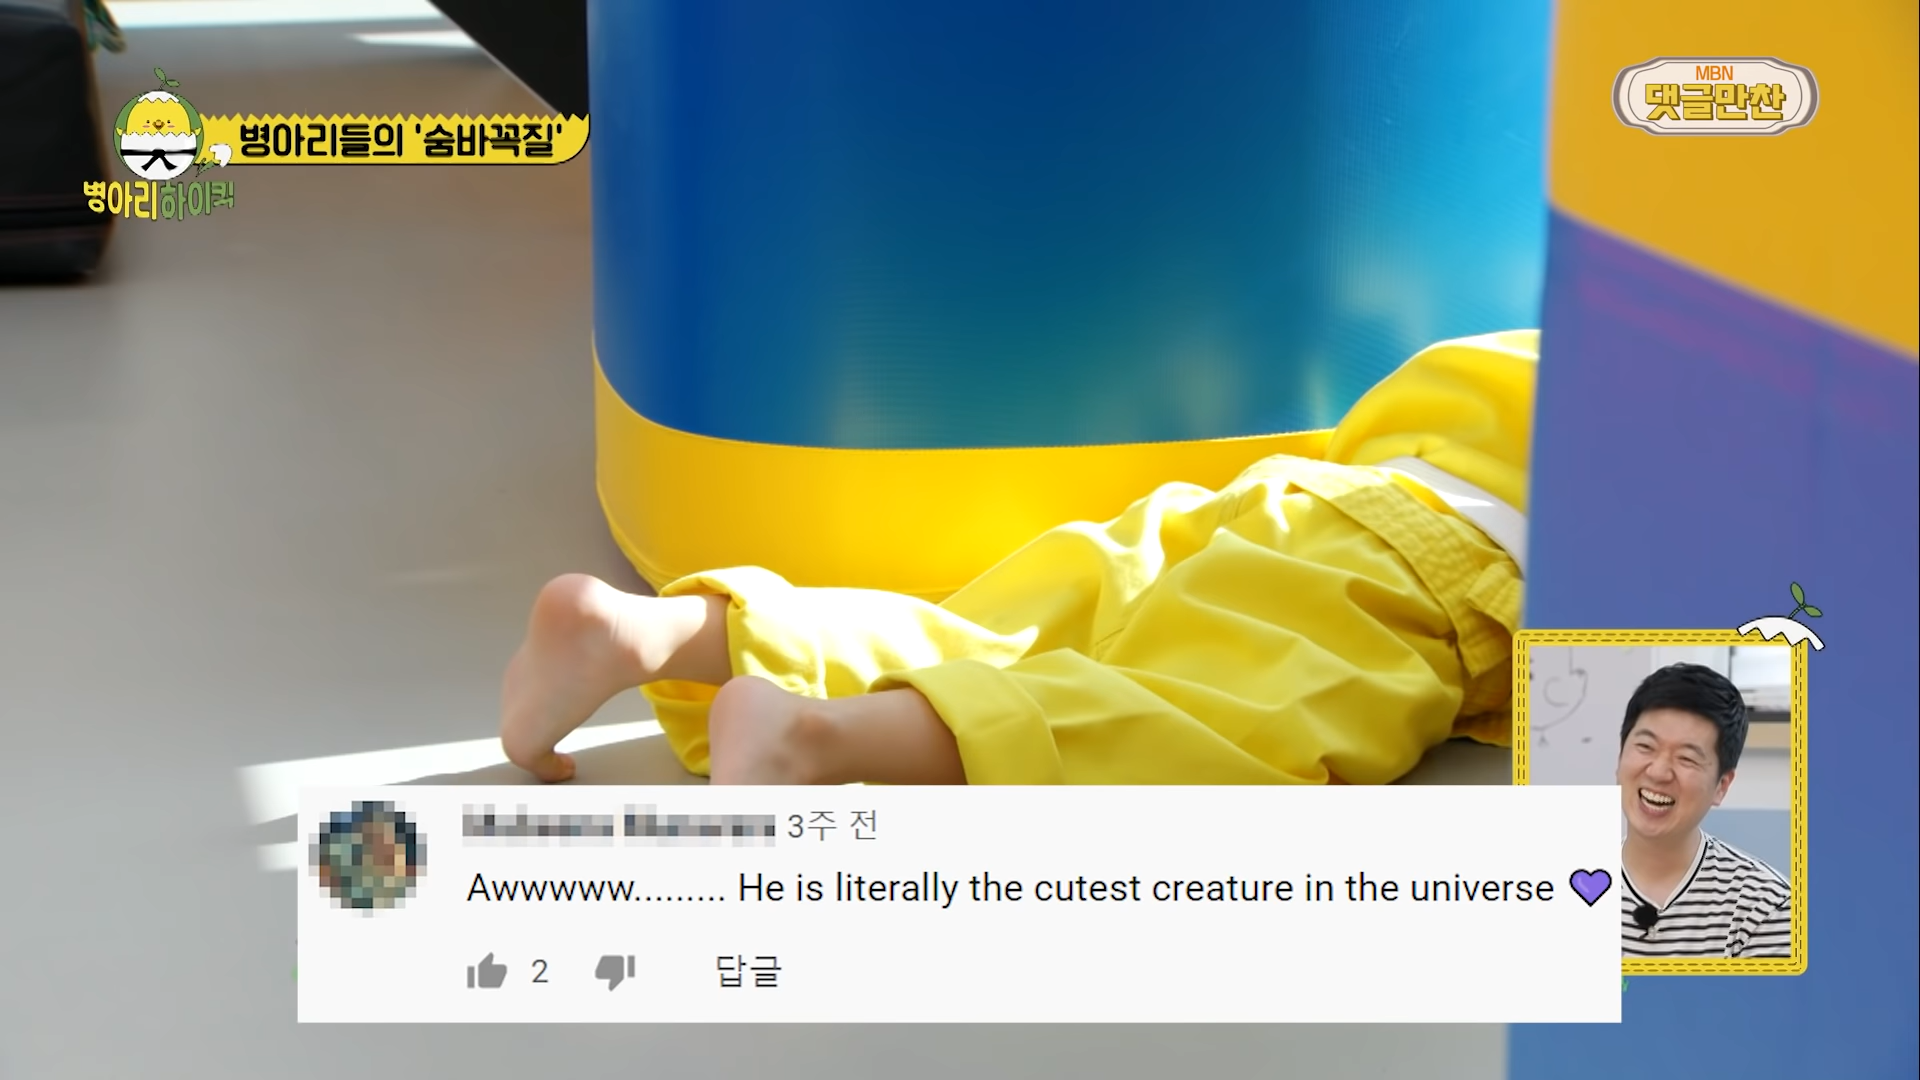 병아리들의 '숨바꼭질'
병아리하이킥
MBN
댓글만찬
3주 전
Awwwww......... He is literally the cutest creature in the universe 💜
2
답글